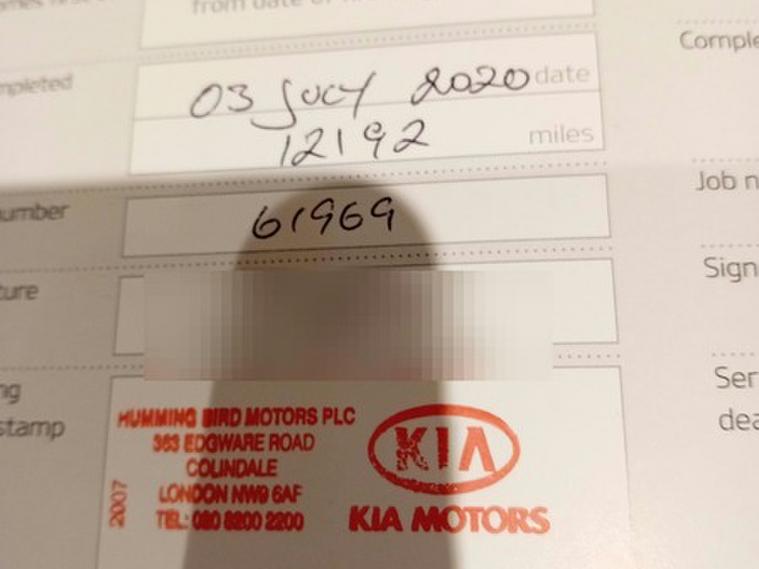 from date of
Comple
mpleted
03 JULY 2020 date
12192 miles
Job n
umber
61969
Sign
ture
Ser
dea
ng
stamp
HUMMING BIRD MOTORS PLC
363 EDGWARE ROAD
COLINDALE
LONDON NW9 6AF
TEL: 020 8200 2200
2007
KIA
KIA MOTORS